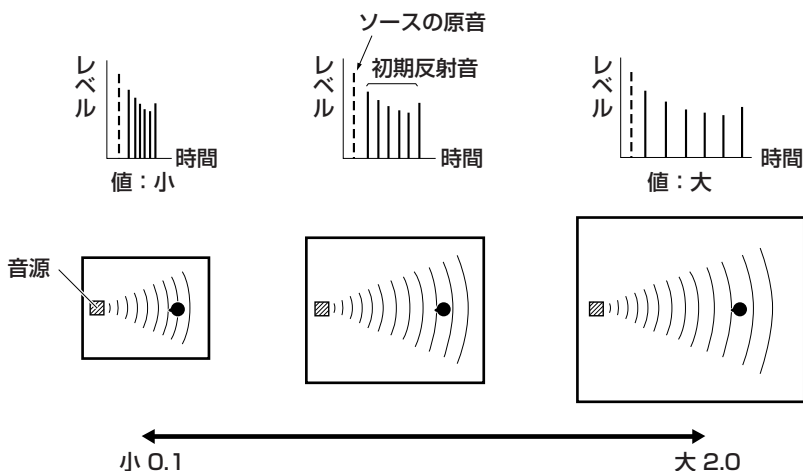 ソースの原音
初期反射音
レベル
時間
値：小
レベル
時間
レベル
時間
値：大
音源
小 0.1
大 2.0